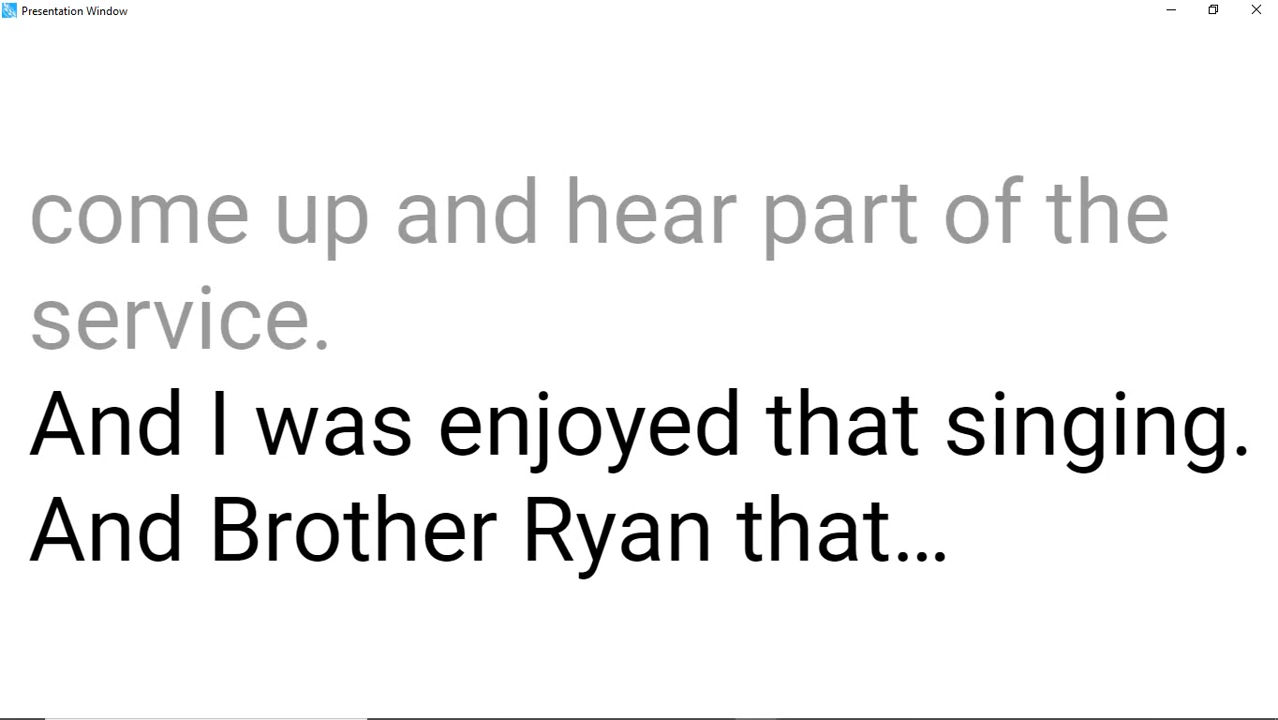 Presentation Window
come up and hear part of the
service.
And I was enjoyed that singing.
And Brother Ryan that...